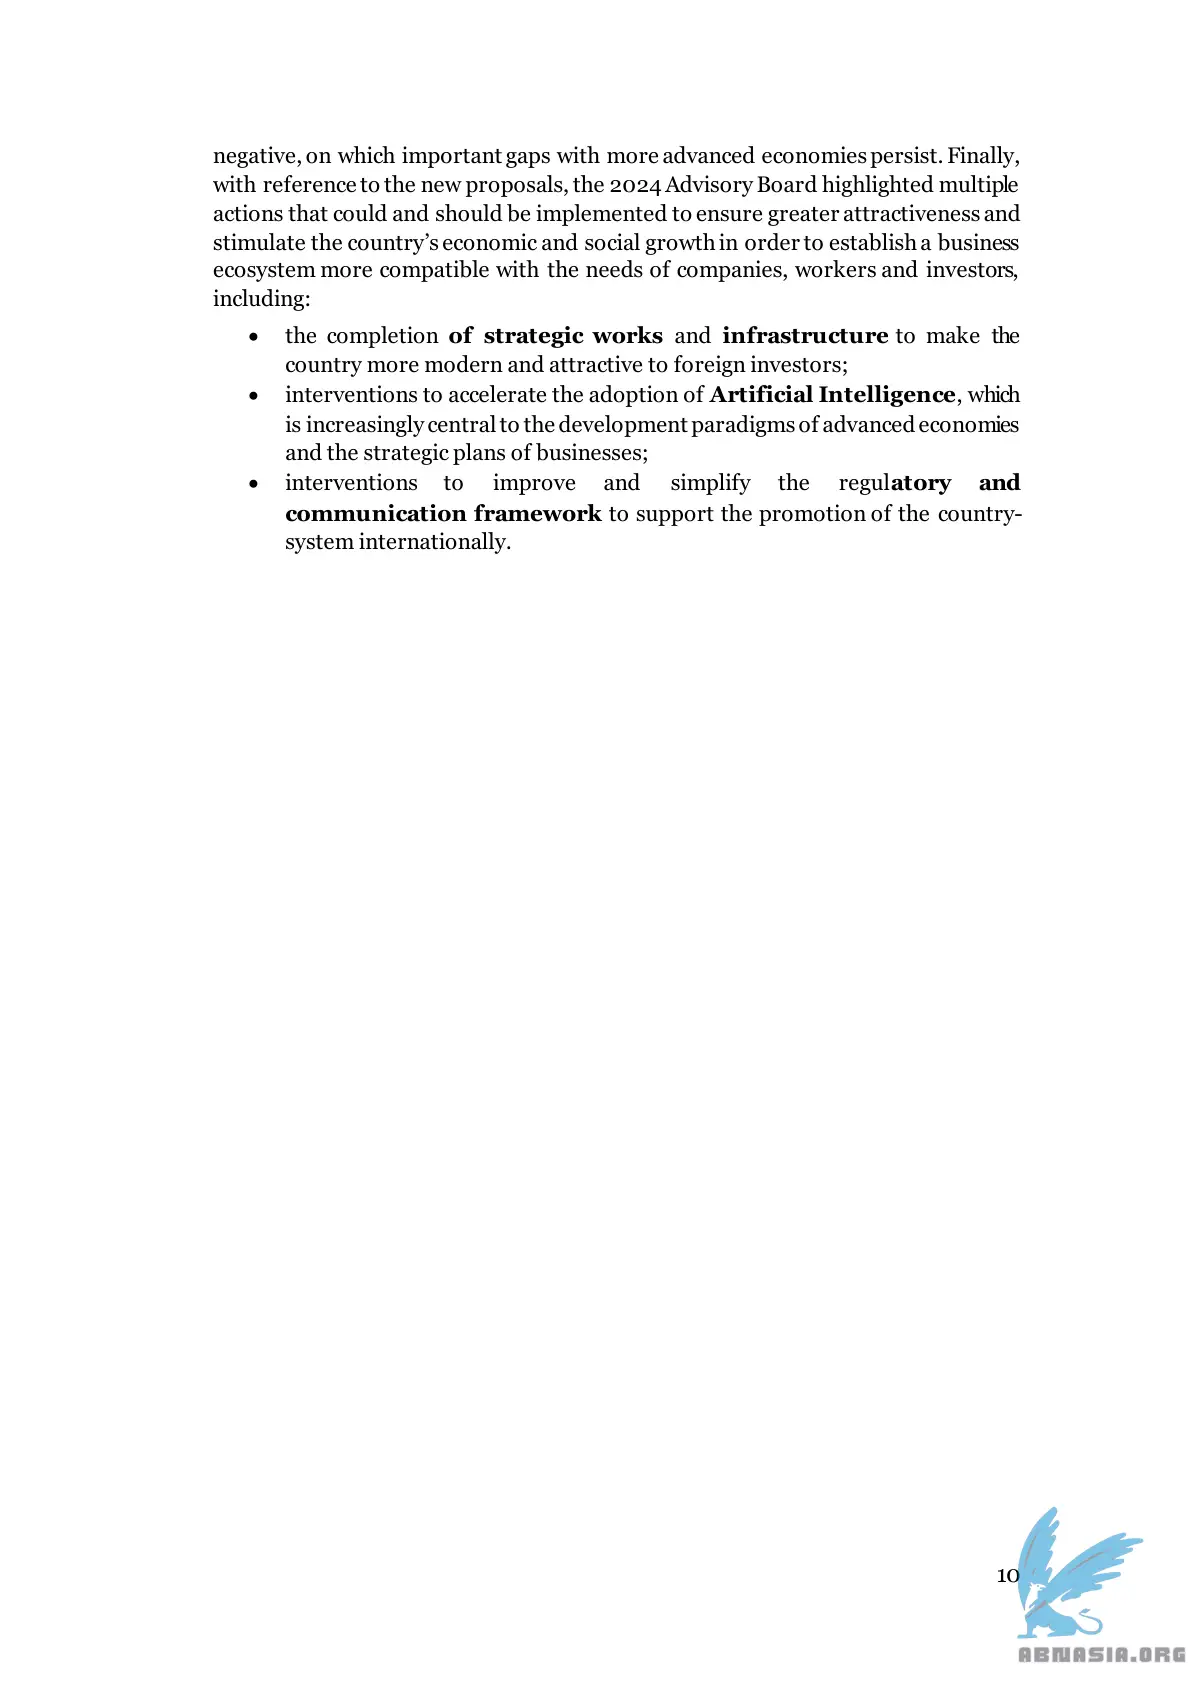 negative, on which important gaps with more advanced economies persist. Finally,
with reference to the new proposals, the 2024 Advisory Board highlighted multiple
actions that could and should be implemented to ensure greater attractiveness and
stimulate the country’s economic and social growth in order to establish a business
ecosystem more compatible with the needs of companies, workers and investors,
including:
• the completion of strategic works and infrastructure to make the
country more modern and attractive to foreign investors;
• interventions to accelerate the adoption of Artificial Intelligence, which
is increasingly central to the development paradigms of advanced economies
and the strategic plans of businesses;
• interventions to improve and simplify the regulatory and
communication framework to support the promotion of the country-
system internationally.
10
ABNASIA.ORG